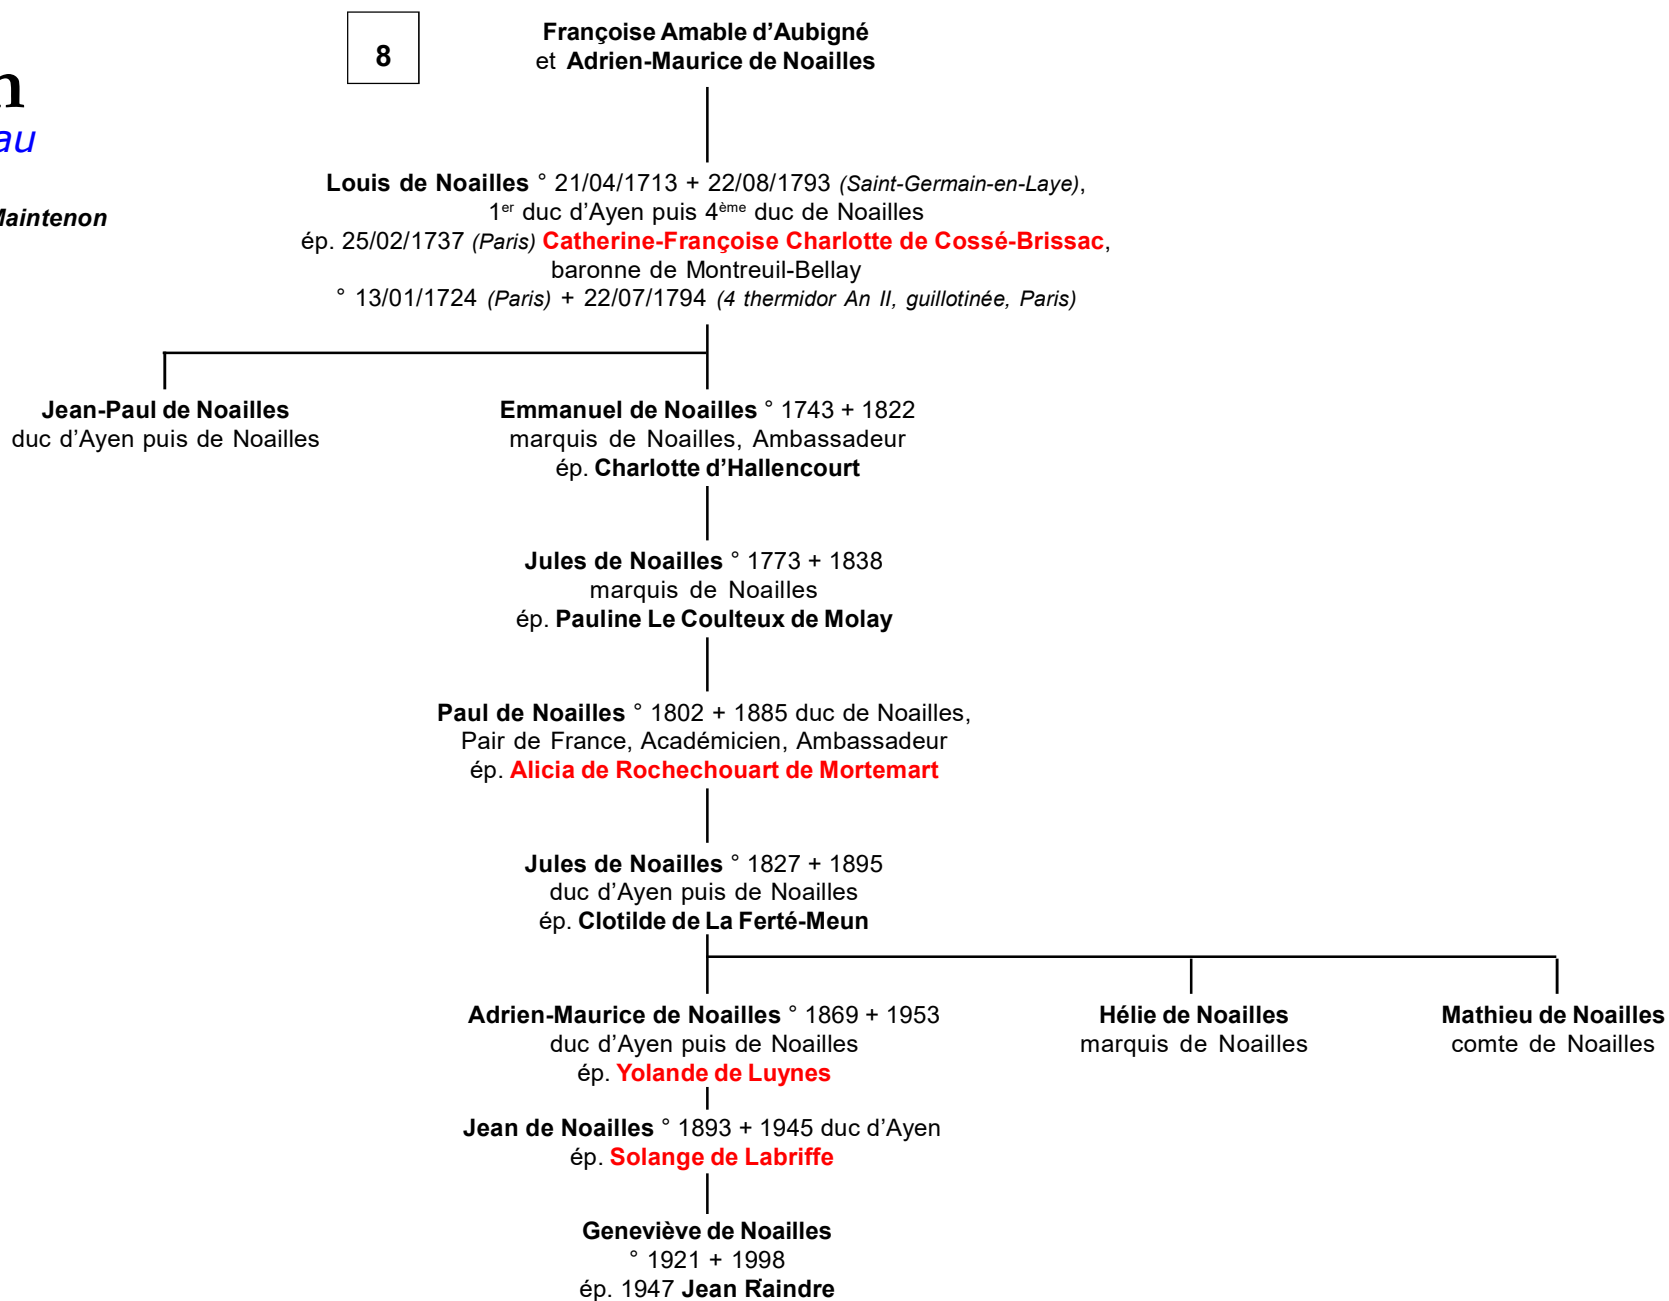 8
Françoise Amable d’Aubigné
et Adrien-Maurice de Noailles
n
au
Maintenon
Louis de Noailles ° 21/04/1713 + 22/08/1793 (Saint-Germain-en-Laye),
1er duc d’Ayen puis 4ème duc de Noailles
ép. 25/02/1737 (Paris) Catherine-Françoise Charlotte de Cossé-Brissac,
baronne de Montreuil-Bellay
° 13/01/1724 (Paris) + 22/07/1794 (4 thermidor An II, guillotinée, Paris)
Jean-Paul de Noailles
duc d’Ayen puis de Noailles
Emmanuel de Noailles ° 1743 + 1822
marquis de Noailles, Ambassadeur
ép. Charlotte d’Hallencourt
Jules de Noailles ° 1773 + 1838
marquis de Noailles
ép. Pauline Le Coulteux de Molay
Paul de Noailles ° 1802 + 1885 duc de Noailles,
Pair de France, Académicien, Ambassadeur
ép. Alicia de Rochechouart de Mortemart
Jules de Noailles ° 1827 + 1895
duc d’Ayen puis de Noailles
ép. Clotilde de La Ferté-Meun
Adrien-Maurice de Noailles ° 1869 + 1953
duc d’Ayen puis de Noailles
ép. Yolande de Luynes
Hélie de Noailles
marquis de Noailles
Mathieu de Noailles
comte de Noailles
Jean de Noailles ° 1893 + 1945 duc d’Ayen
ép. Solange de Labriffe
Geneviève de Noailles
° 1921 + 1998
ép. 1947 Jean Raindre